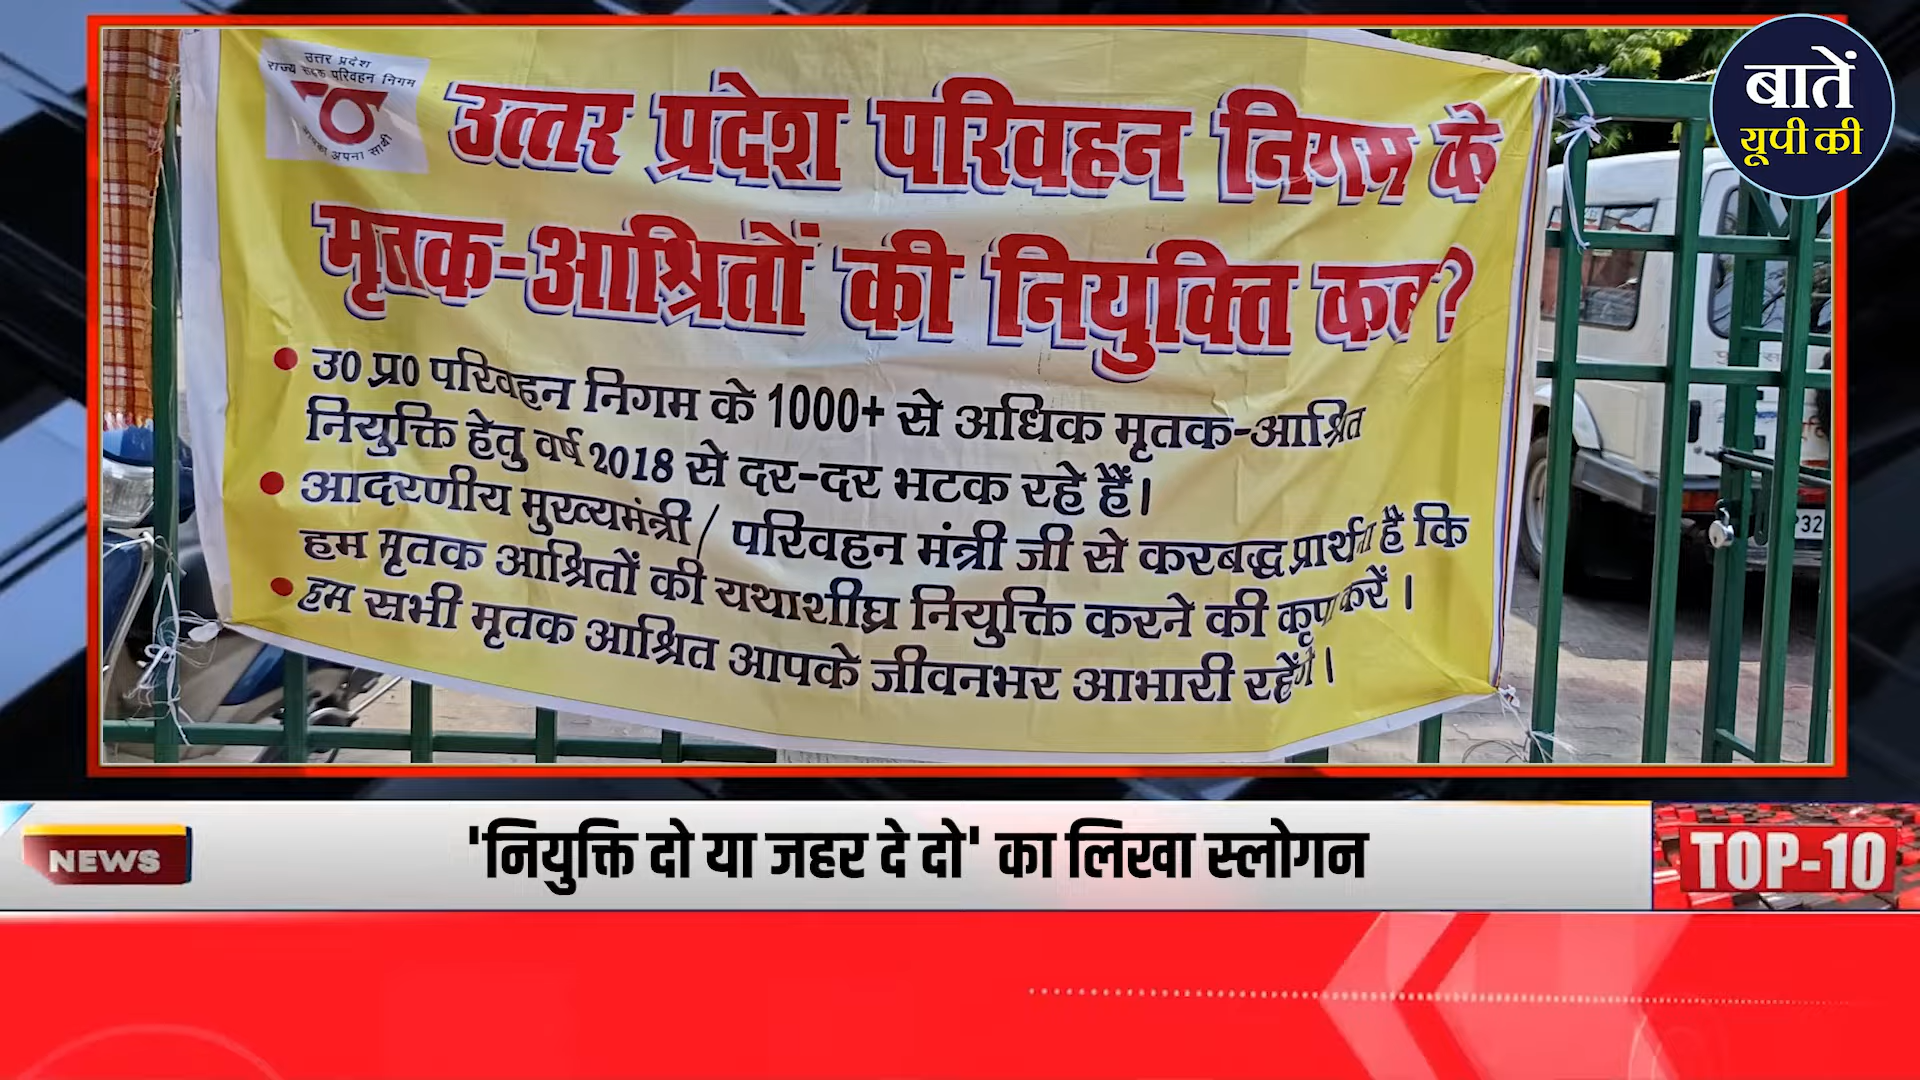 उत्तर प्रदेश
राज्य सड़क परिवहन निगम
आपका अपना साथी
उत्तर प्रदेश परिवहन निगम के
मृतक-आश्रितों की नियुक्ति कब?
• उ0 प्र0 परिवहन निगम के 1000+ से अधिक मृतक-आश्रित
नियुक्ति हेतु वर्ष 2018 से दर-दर भटक रहे हैं।
• आदरणीय मुख्यमंत्री/ परिवहन मंत्री जी से करबद्ध प्रार्थना है कि
हम मृतक आश्रितों की यथाशीघ्र नियुक्ति करने की कृपा करें।
• हम सभी मृतक आश्रित आपके जीवनभर आभारी रहेंगे।
बातें
यूपी की
32
NEWS
'नियुक्ति दो या जहर दे दो' का लिखा स्लोगन
TOP-10